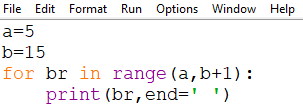 File Edit Format Run Options Window Help
a=5
b=15
for br in range(a,b+1):
    print(br,end=' ')